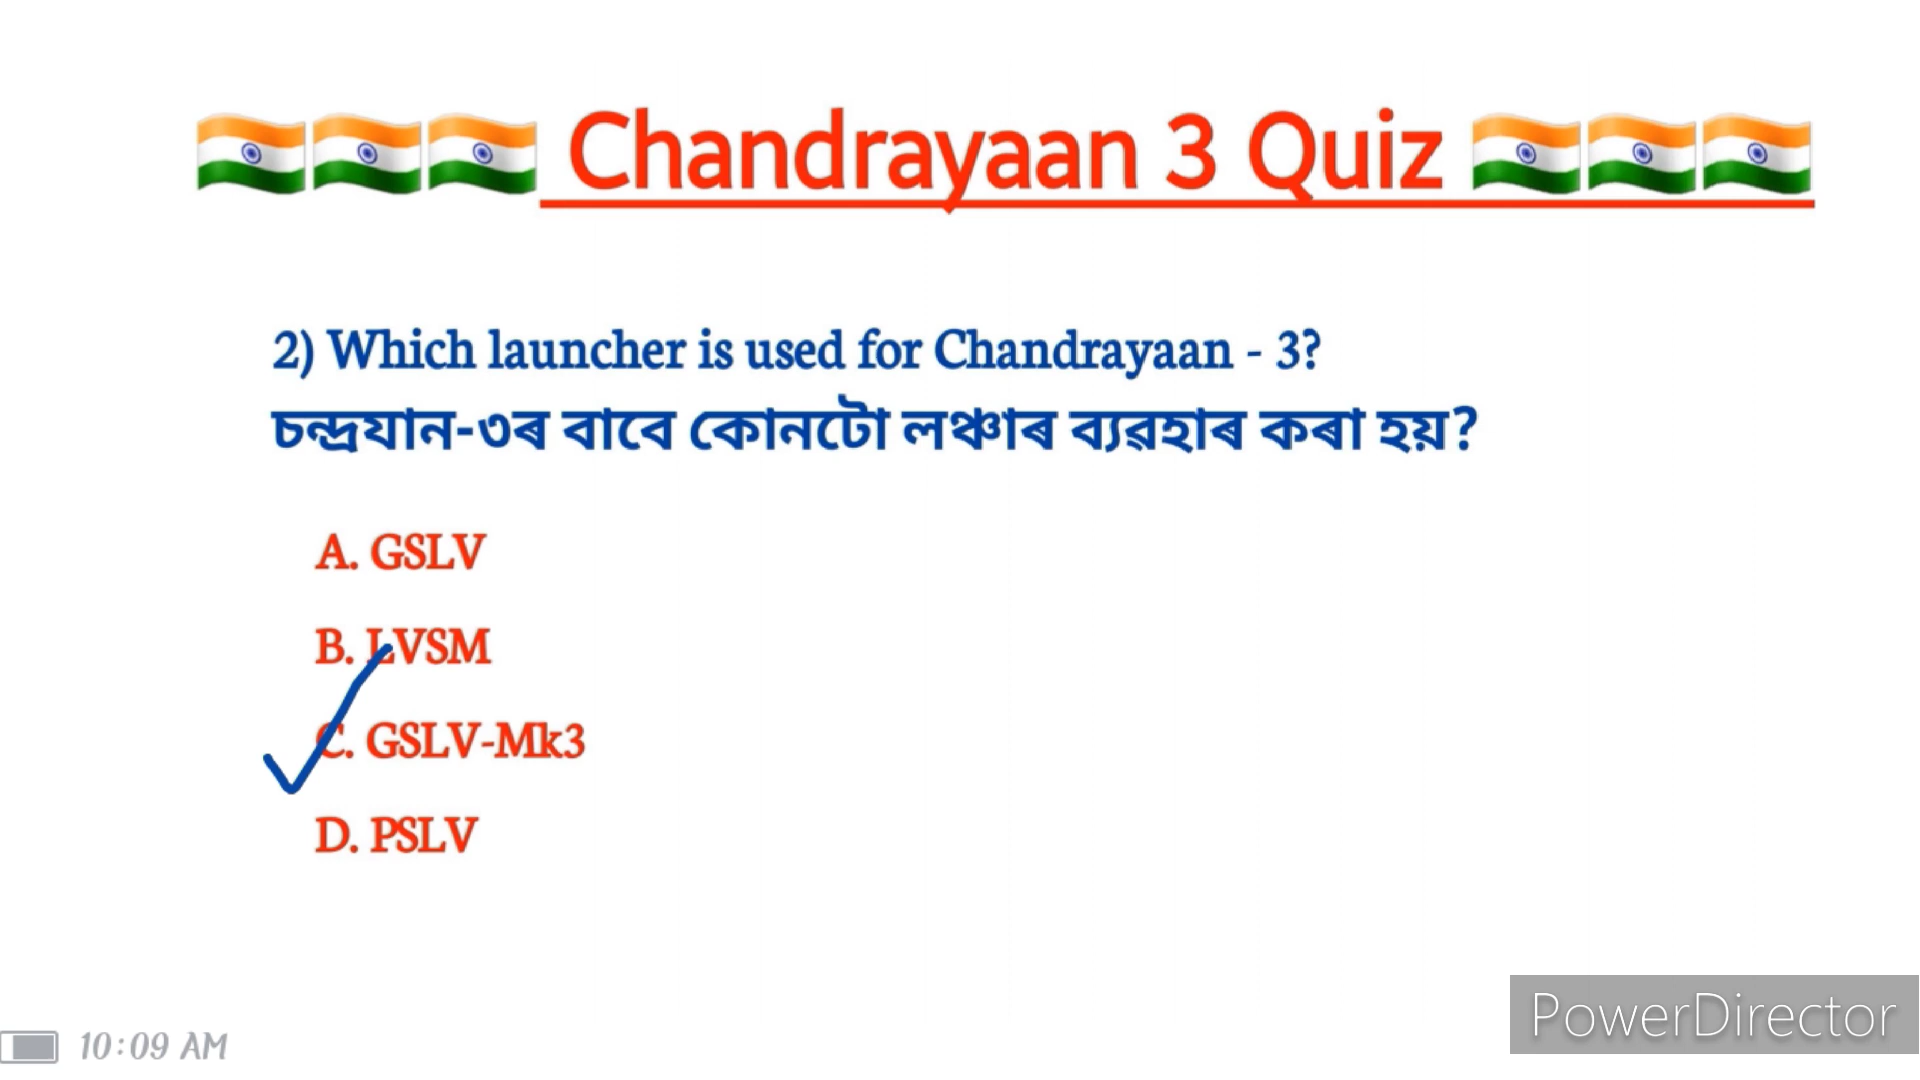 🇮🇳🇮🇳🇮🇳 Chandrayaan 3 Quiz 🇮🇳🇮🇳🇮🇳
2) Which launcher is used for Chandrayaan - 3?
চন্দ্ৰযান-৩ৰ বাবে কোনটো লঞ্চাৰ ব্যৱহাৰ কৰা হয়?
A. GSLV
B. LVSM
C. GSLV-Mk3
D. PSLV
PowerDirector
10:09 AM